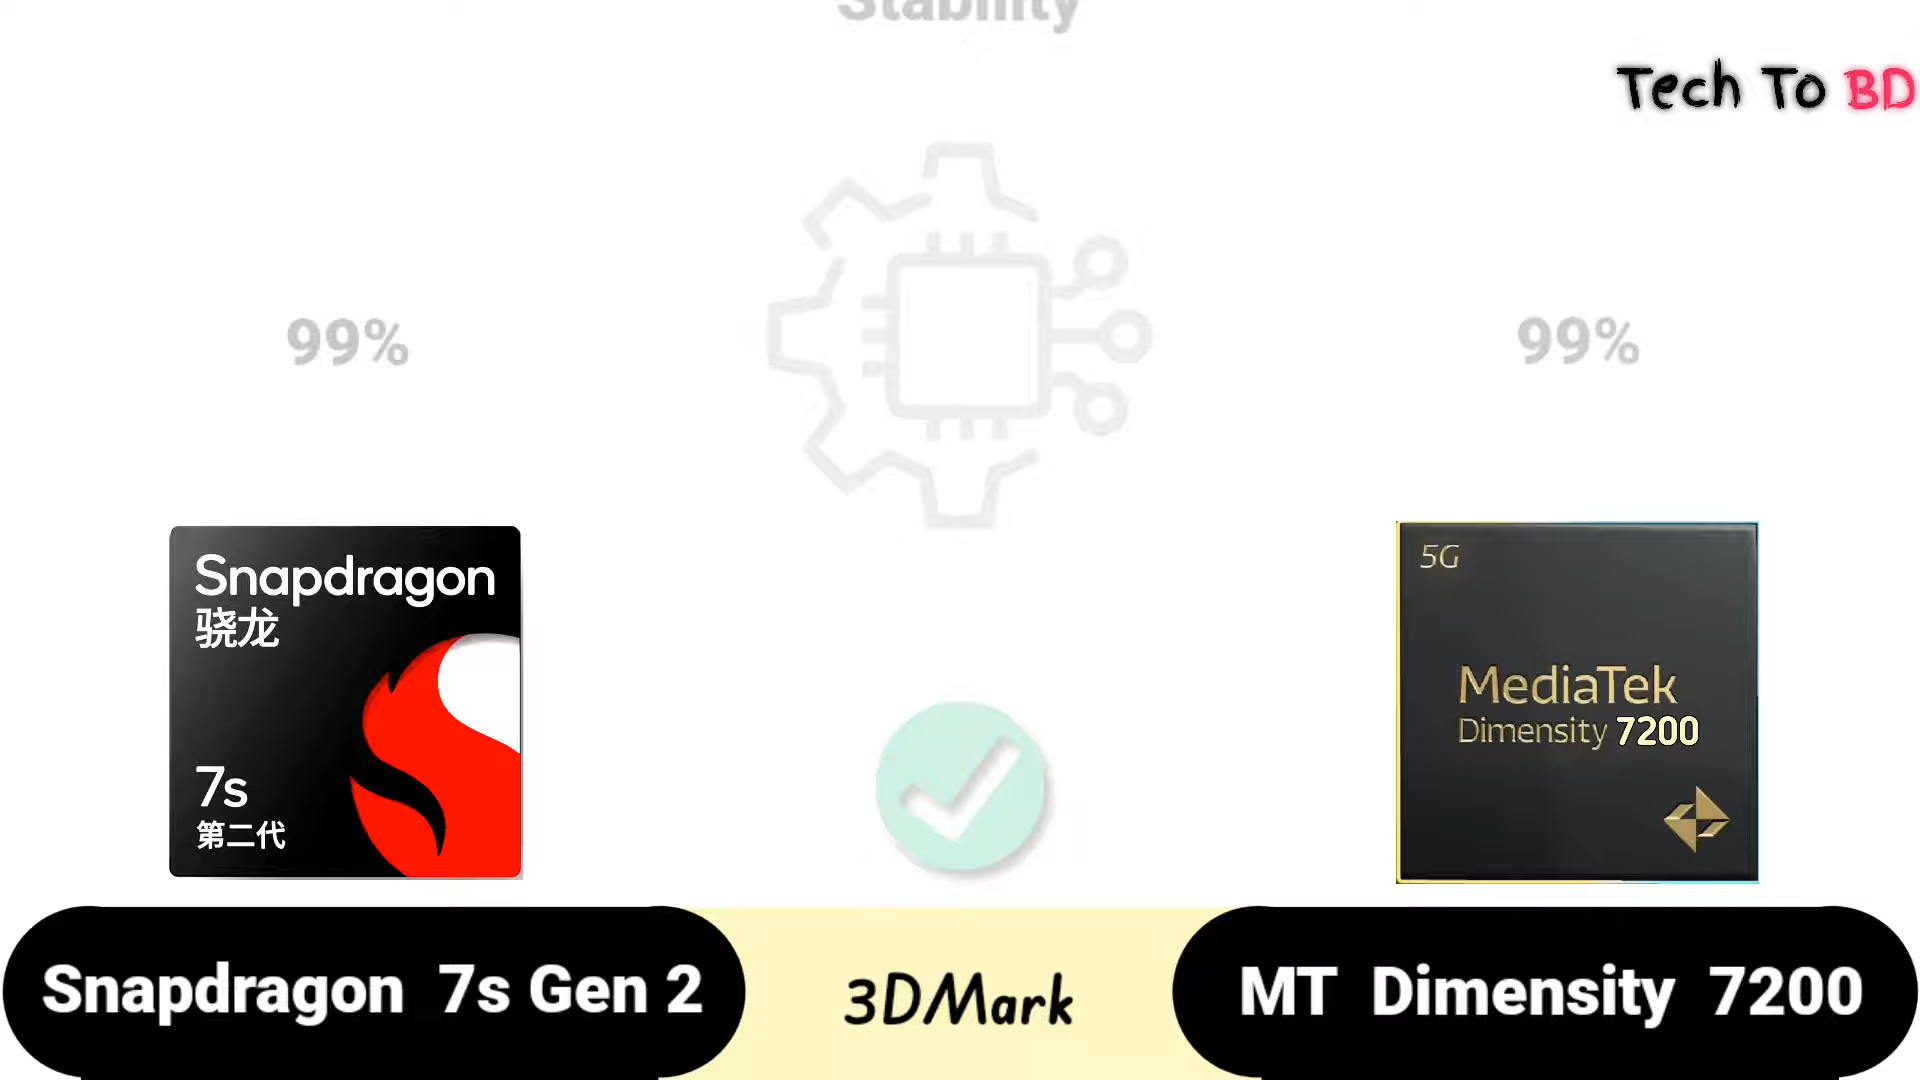 Stability
Tech To BD
99%
99%
Snapdragon
骁龙
7s
第二代
5G
MediaTek
Dimensity 7200
Snapdragon 7s Gen 2
3DMark
MT Dimensity 7200